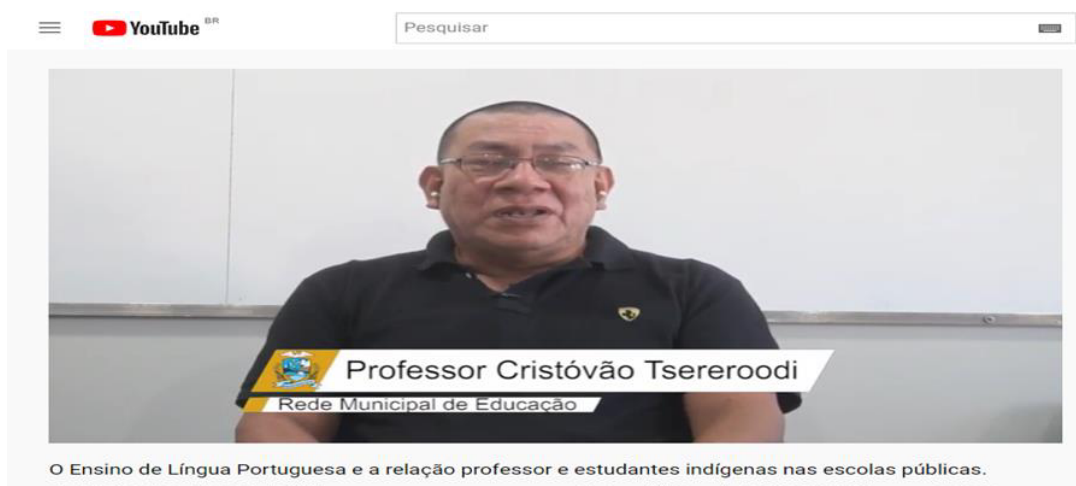 YouTube BR
Pesquisar
Professor Cristóvão Tsereroodi
Rede Municipal de Educação
O Ensino de Língua Portuguesa e a relação professor e estudantes indígenas nas escolas públicas.